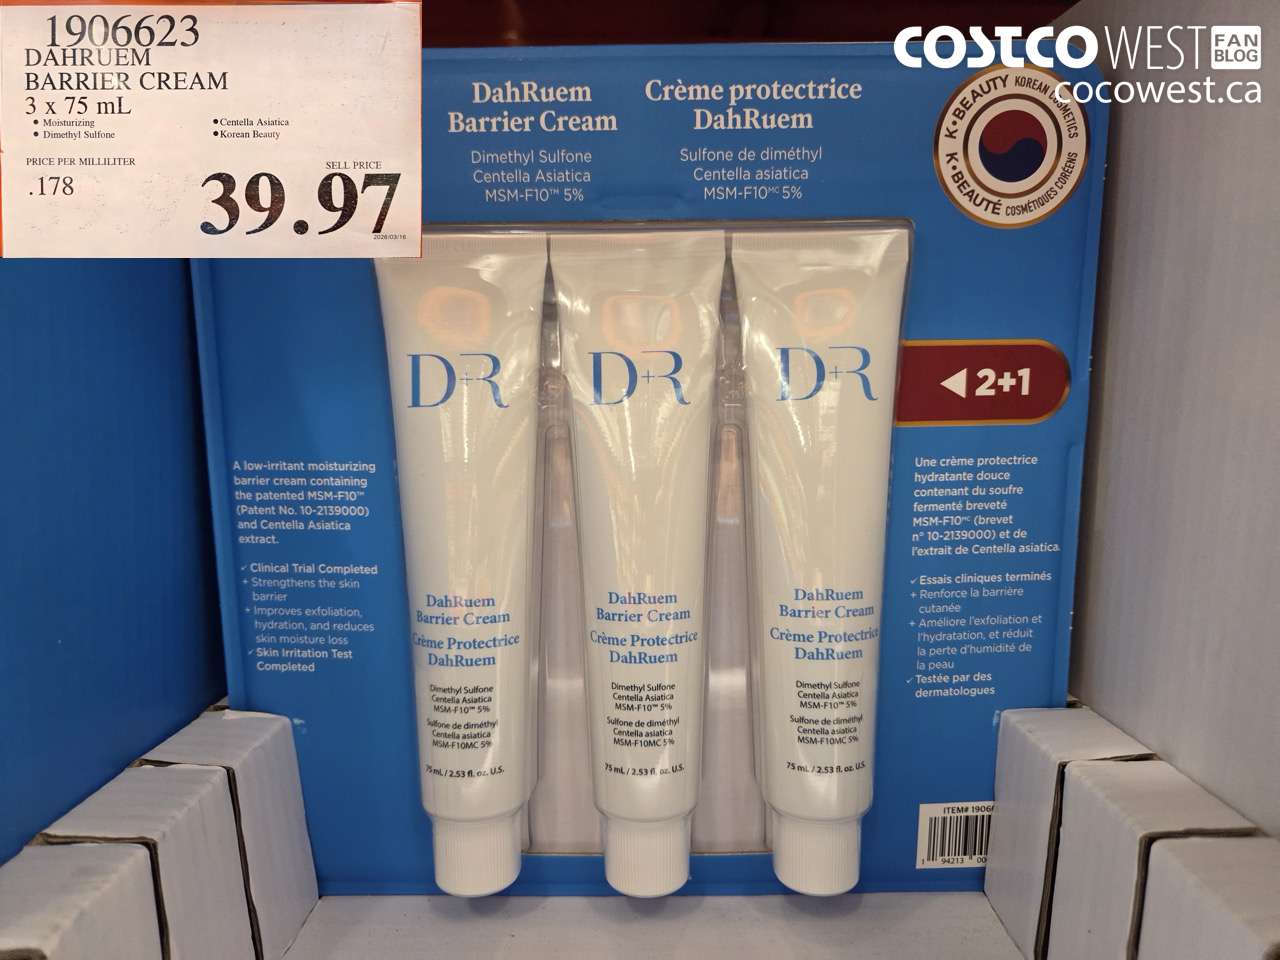 1906623
DAHRUEM
BARRIER CREAM
3 x 75 mL
• Moisturizing
• Dimethyl Sulfone
• Centella Asiatica
• Korean Beauty
PRICE PER MILLILITER
.178
SELL PRICE
39.97
2026/03/16
COSTCO WEST FAN BLOG
cocowest.ca
DahRuem
Barrier Cream
Dimethyl Sulfone
Centella Asiatica
MSM-F10™ 5%
Crème protectrice
DahRuem
Sulfone de diméthyl
Centella asiatica
MSM-F10ᴹᶜ 5%
K•BEAUTY KOREAN COSMETICS
K•BEAUTÉ COSMÉTIQUES CORÉENS
◀ 2+1
A low-irritant moisturizing
barrier cream containing
the patented MSM-F10™
(Patent No. 10-2139000)
and Centella Asiatica
extract.
✓ Clinical Trial Completed
+ Strengthens the skin
barrier
+ Improves exfoliation,
hydration, and reduces
skin moisture loss
✓ Skin Irritation Test
Completed
D+R
DahRuem
Barrier Cream
Crème Protectrice
DahRuem
Dimethyl Sulfone
Centella Asiatica
MSM-F10™ 5%
Sulfone de diméthyl
Centella asiatica
MSM-F10MC 5%
75 mL / 2.53 fl. oz. U.S.
D+R
DahRuem
Barrier Cream
Crème Protectrice
DahRuem
Dimethyl Sulfone
Centella Asiatica
MSM-F10™ 5%
Sulfone de diméthyl
Centella asiatica
MSM-F10MC 5%
75 mL / 2.53 fl. oz. U.S.
D+R
DahRuem
Barrier Cream
Crème Protectrice
DahRuem
Dimethyl Sulfone
Centella Asiatica
MSM-F10™ 5%
Sulfone de diméthyl
Centella asiatica
MSM-F10MC 5%
75 mL / 2.53 fl. oz. U.S.
Une crème protectrice
hydratante douce
contenant du soufre
fermenté breveté
MSM-F10ᴹᶜ (brevet
n° 10-2139000) et de
l'extrait de Centella asiatica.
✓ Essais cliniques terminés
+ Renforce la barrière
cutanée
+ Améliore l'exfoliation et
l'hydratation, et réduit
la perte d'humidité de
la peau
✓ Testée par des
dermatologues
ITEM# 1906
1 94213 00